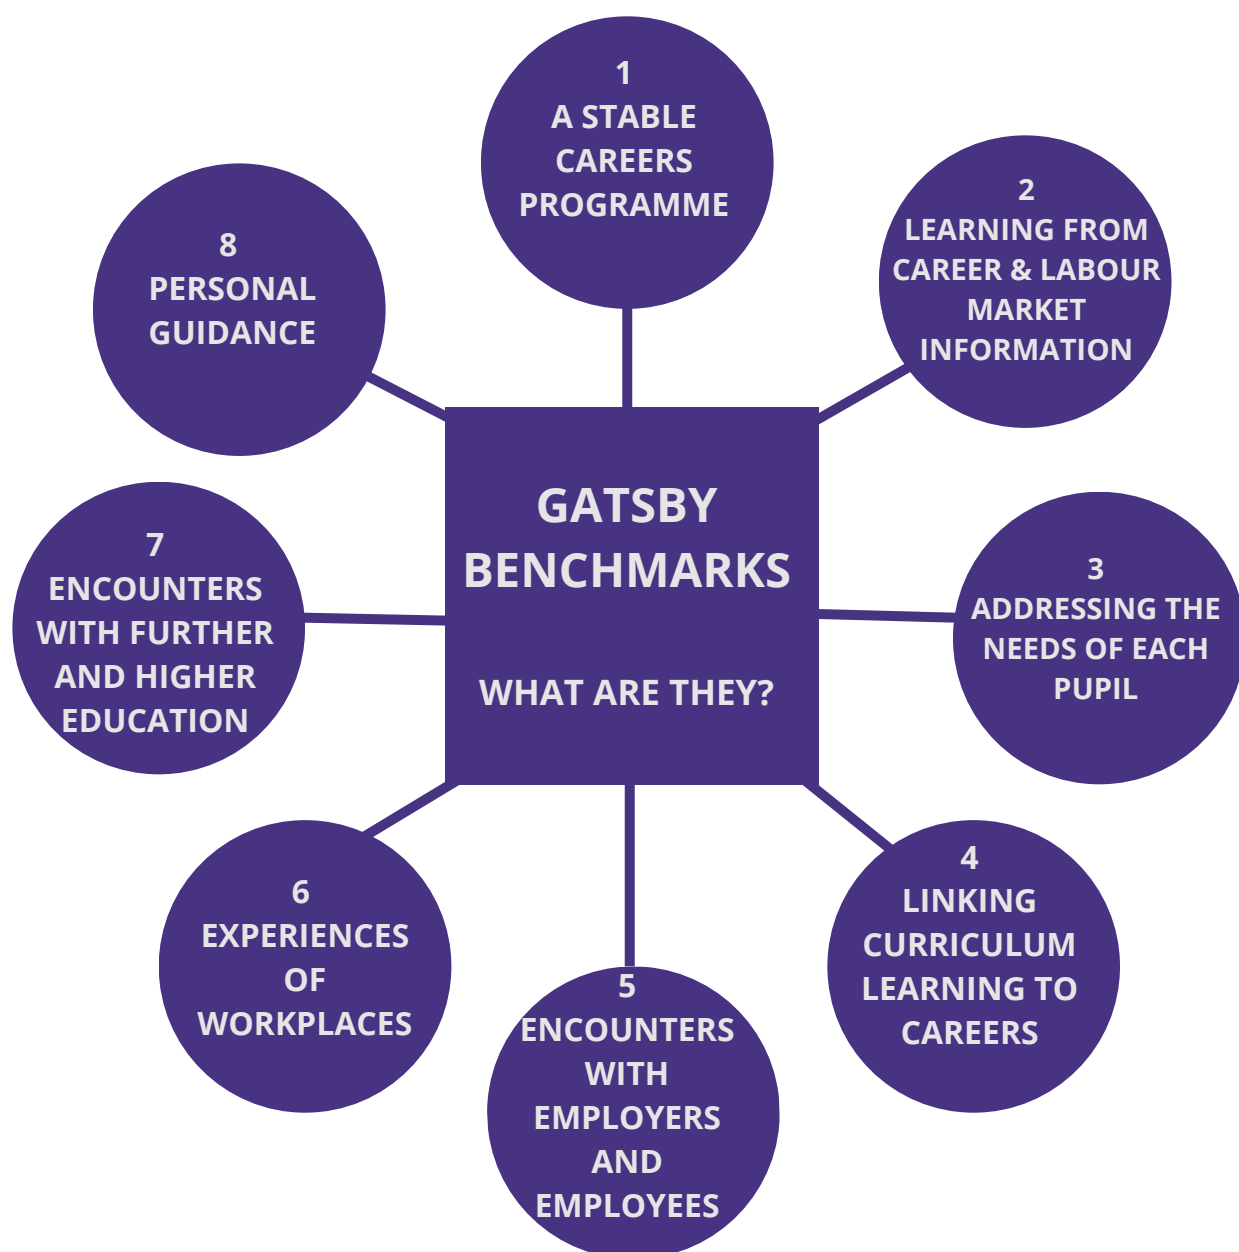 GATSBY
BENCHMARKS
WHAT ARE THEY?
1
A STABLE
CAREERS
PROGRAMME
2
LEARNING FROM
CAREER & LABOUR
MARKET
INFORMATION
3
ADDRESSING THE
NEEDS OF EACH
PUPIL
4
LINKING
CURRICULUM
LEARNING TO
CAREERS
5
ENCOUNTERS
WITH
EMPLOYERS
AND
EMPLOYEES
6
EXPERIENCES
OF
WORKPLACES
7
ENCOUNTERS
WITH FURTHER
AND HIGHER
EDUCATION
8
PERSONAL
GUIDANCE